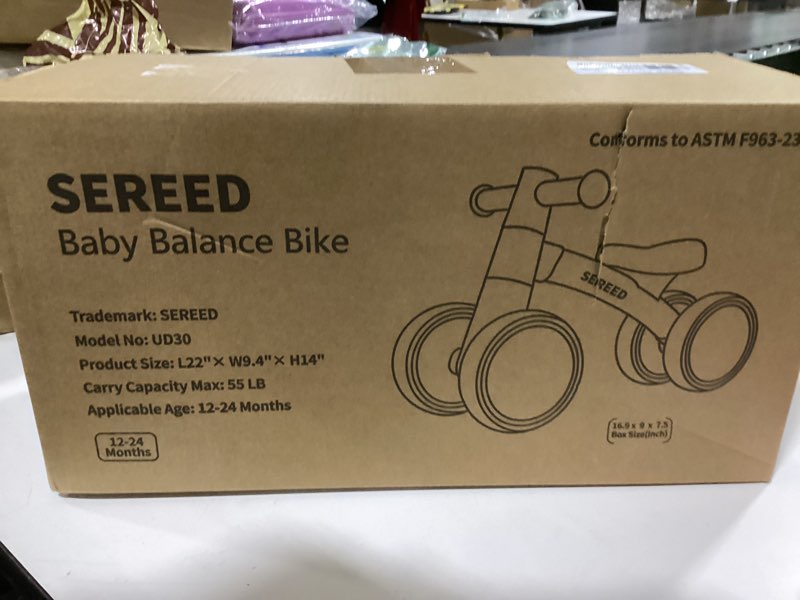 Conforms to ASTM F963-23
SEREED
Baby Balance Bike
SEREED
Trademark: SEREED
Model No: UD30
Product Size: L22"× W9.4"× H14"
Carry Capacity Max: 55 LB
Applicable Age: 12-24 Months
12-24
Months
16.9 x 9 x 7.5
Box Size(Inch)